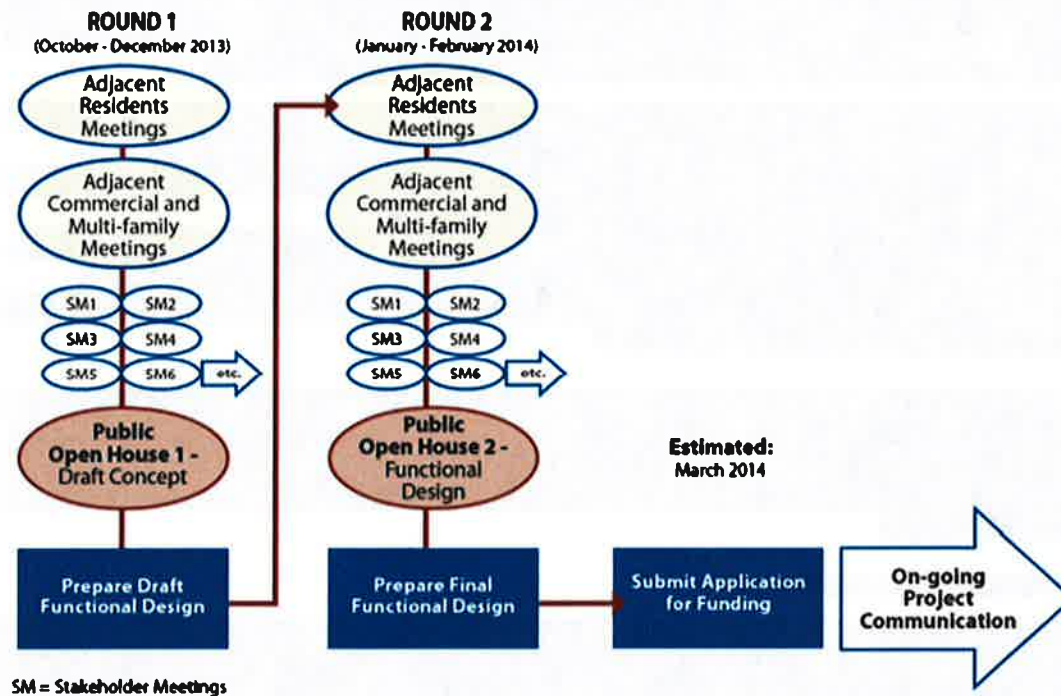 ROUND 1
(October - December 2013)
Adjacent
Residents
Meetings
Adjacent
Commercial and
Multi-family
Meetings
SM1
SM2
SM3
SM4
SM5
SM6
etc.
Public
Open House 1 -
Draft Concept
Prepare Draft
Functional Design
ROUND 2
(January - February 2014)
Adjacent
Residents
Meetings
Adjacent
Commercial and
Multi-family
Meetings
SM1
SM2
SM3
SM4
SM5
SM6
etc.
Public
Open House 2 -
Functional
Design
Prepare Final
Functional Design
Estimated:
March 2014
Submit Application
for Funding
On-going
Project
Communication
SM = Stakeholder Meetings